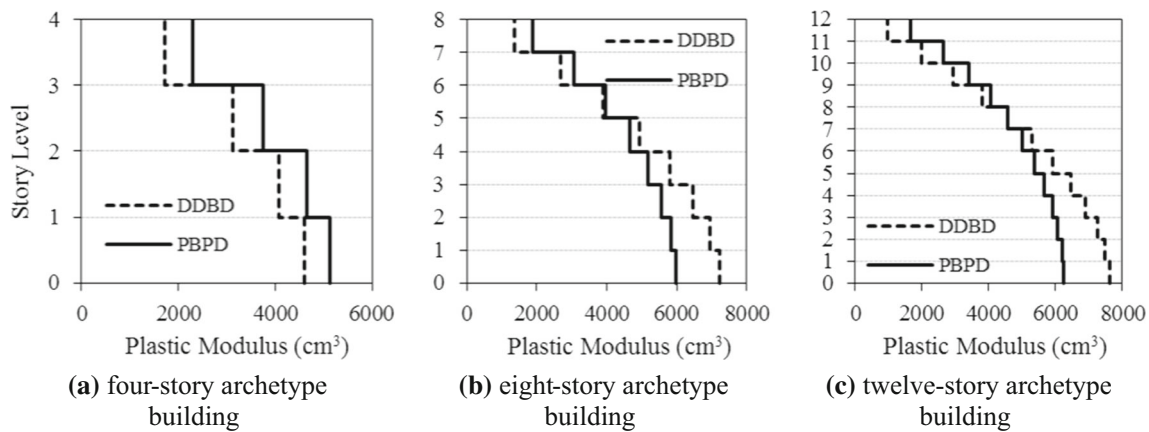 4
3
2
1
0
Story Level
DDBD
PBPD
0 2000 4000 6000
Plastic Modulus (cm³)
(a) four-story archetype
building
8
7
6
5
4
3
2
1
0
DDBD
PBPD
0 2000 4000 6000 8000
Plastic Modulus (cm³)
(b) eight-story archetype
building
12
11
10
9
8
7
6
5
4
3
2
1
0
DDBD
PBPD
0 2000 4000 6000 8000
Plastic Modulus (cm³)
(c) twelve-story archetype
building